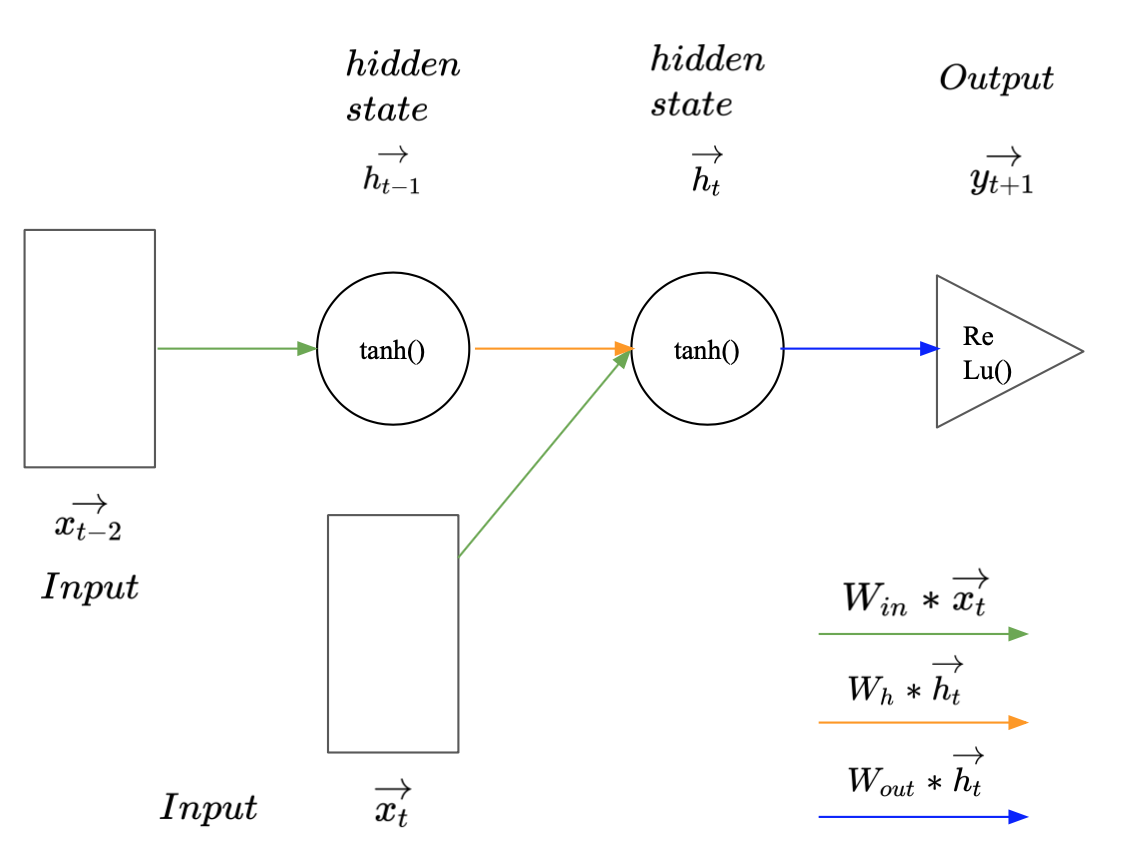 hidden
state
$\overrightarrow{h_{t-1}}$
hidden
state
$\overrightarrow{h_t}$
Output
$\overrightarrow{y_{t+1}}$
tanh()
tanh()
Re
Lu()
$\overrightarrow{x_{t-2}}$
Input
Input
$\overrightarrow{x_t}$
$W_{in} * \overrightarrow{x_t}$
$W_h * \overrightarrow{h_t}$
$W_{out} * \overrightarrow{h_t}$